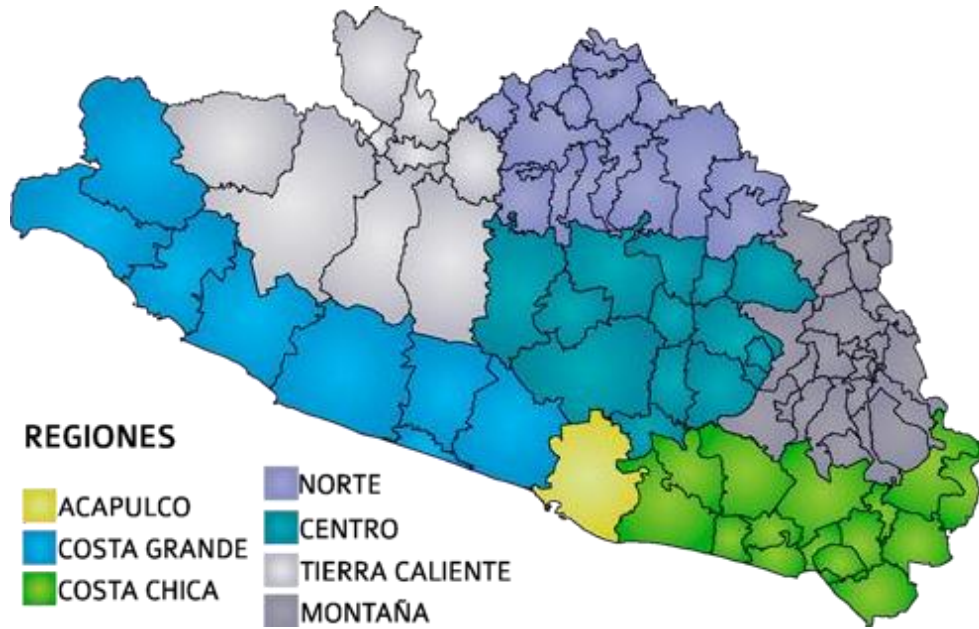 REGIONES
ACAPULCO
COSTA GRANDE
COSTA CHICA
NORTE
CENTRO
TIERRA CALIENTE
MONTAÑA